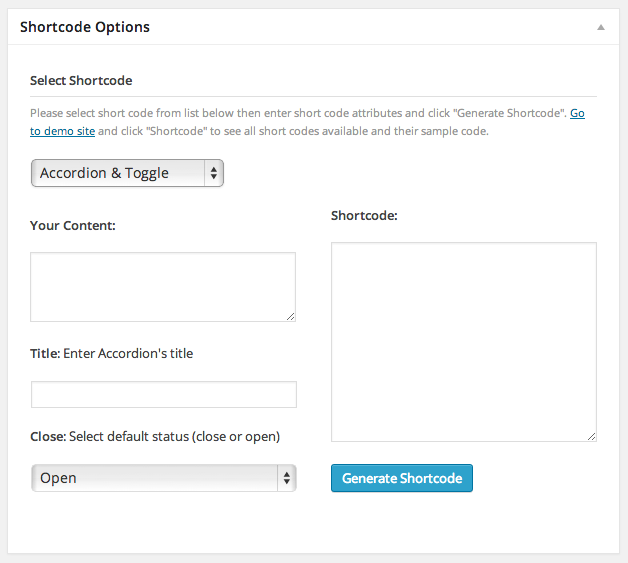 Shortcode Options
Select Shortcode
Please select short code from list below then enter short code attributes and click "Generate Shortcode". Go
to demo site and click "Shortcode" to see all short codes available and their sample code.
Accordion & Toggle
Your Content:
Title: Enter Accordion's title
Close: Select default status (close or open)
Open
Shortcode:
Generate Shortcode